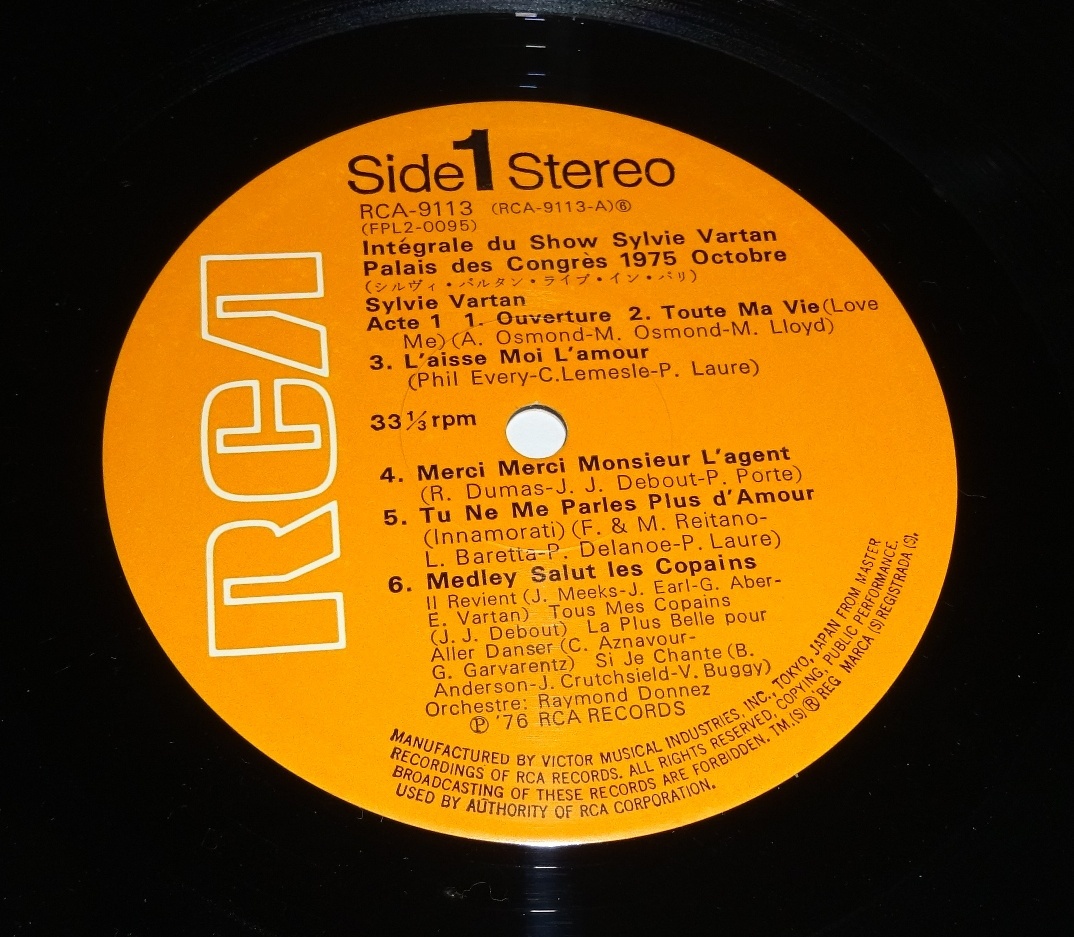 RCA
Side 1 Stereo
RCA-9113 (RCA-9113-A)Ⓑ
(FPL2-0095)
Intégrale du Show Sylvie Vartan
Palais des Congrès 1975 Octobre
(シルヴィ・バルタン・ライブ・イン・パリ)
Sylvie Vartan
Acte 1 1. Ouverture 2. Toute Ma Vie(Love
Me)(A. Osmond-M. Osmond-M. Lloyd)
3. L'aisse Moi L'amour
(Phil Every-C.Lemesle-P. Laure)
33⅓rpm
4. Merci Merci Monsieur L'agent
(R. Dumas-J. J. Debout-P. Porte)
5. Tu Ne Me Parles Plus d'Amour
(Innamorati)(F. & M. Reitano-
L. Baretta-P. Delanoe-P. Laure)
6. Medley Salut les Copains
Il Revient(J. Meeks-J. Earl-G. Aber-
E. Vartan) Tous Mes Copains
(J. J. Debout) La Plus Belle pour
Aller Danser(C. Aznavour-
G. Garvarentz) Si Je Chante(B.
Anderson-J. Crutchsield-V. Buggy)
Orchestre: Raymond Donnez
Ⓟ '76 RCA RECORDS
MANUFACTURED BY VICTOR MUSICAL INDUSTRIES, INC., TOKYO, JAPAN FROM MASTER
RECORDINGS OF RCA RECORDS. ALL RIGHTS RESERVED, COPYING, PUBLIC PERFORMANCE,
BROADCASTING OF THESE RECORDS ARE FORBIDDEN. TM.(S)®REG MARCA (S)REGISTRADA (S).
USED BY AUTHORITY OF RCA CORPORATION.